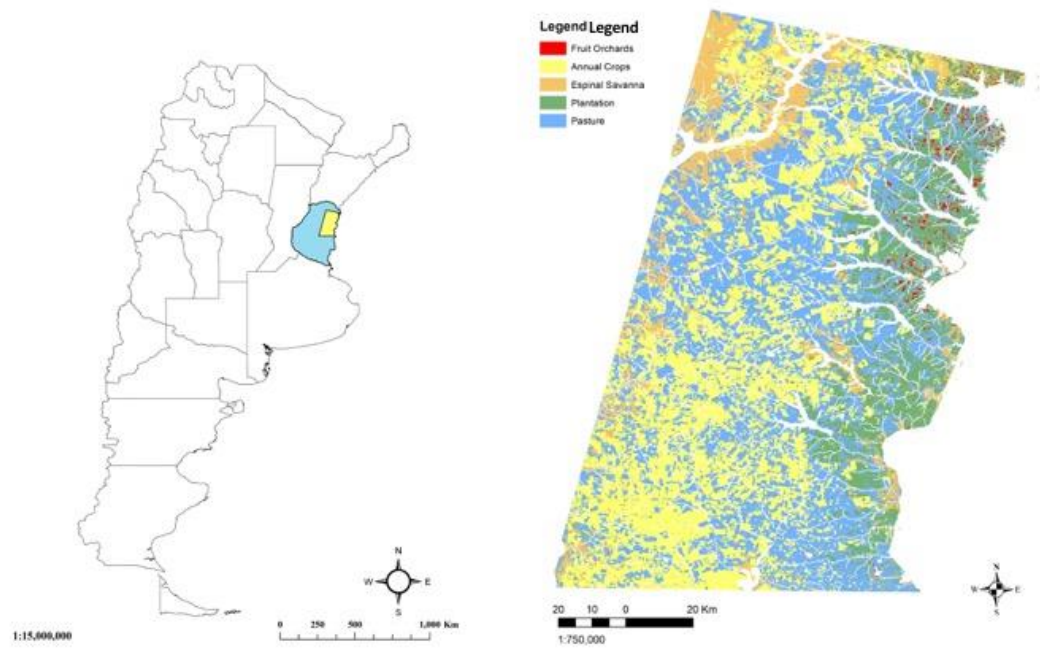 Legend Legend
Fruit Orchards
Annual Crops
Espinal Savanna
Plantation
Pasture
N
W E
S
0 250 500 1,000 Km
1:15,000,000
N
W E
S
20 10 0 20 Km
1:750,000